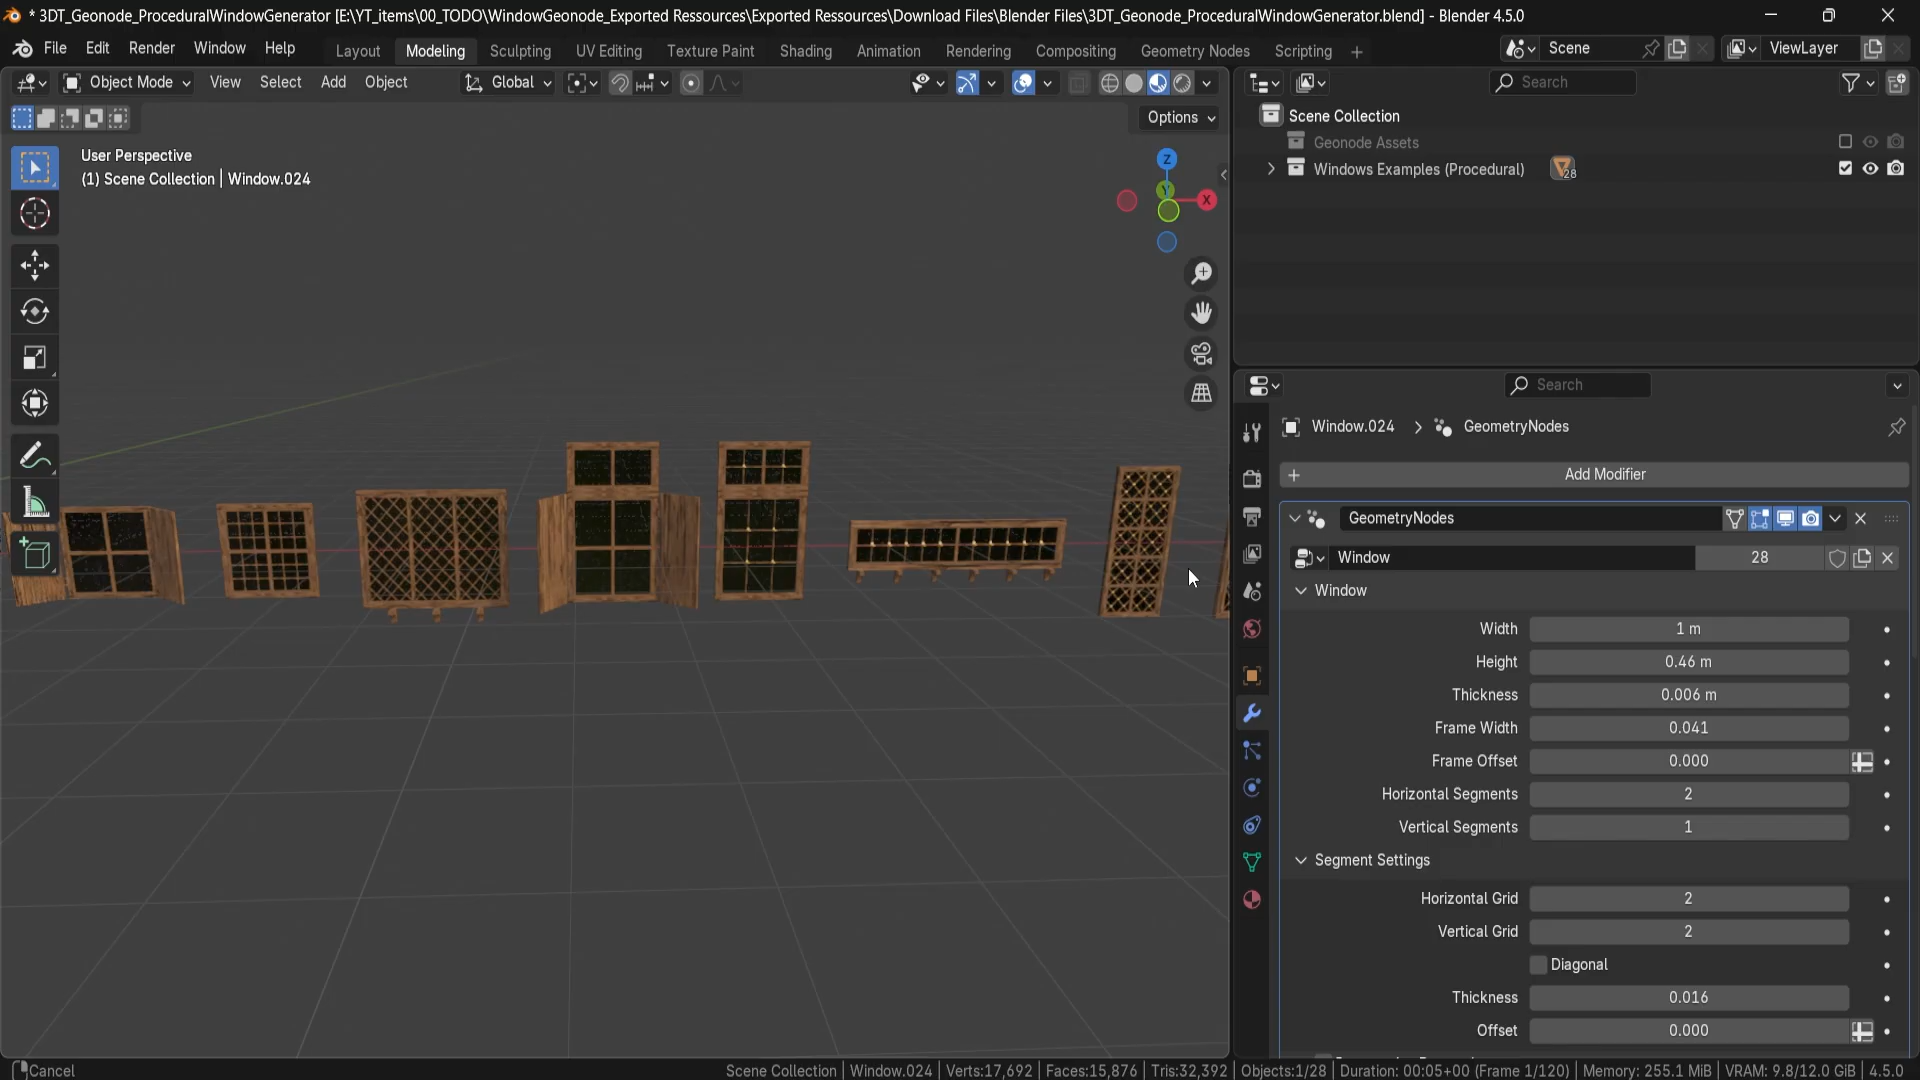 * 3DT_Geonode_ProceduralWindowGenerator [E:\YT_items\00_TODO\WindowGeonode_Exported Ressources\Exported Ressources\Download Files\Blender Files\3DT_Geonode_ProceduralWindowGenerator.blend] - Blender 4.5.0
File Edit Render Window Help Layout Modeling Sculpting UV Editing Texture Paint Shading Animation Rendering Compositing Geometry Nodes Scripting + Scene ViewLayer
Object Mode View Select Add Object Global Search
Options
Scene Collection
Geonode Assets
Windows Examples (Procedural) 28
User Perspective
(1) Scene Collection | Window.024
Z
Y
X
Search
Window.024 > GeometryNodes
+ Add Modifier
GeometryNodes
Window 28
Window
Width 1 m
Height 0.46 m
Thickness 0.006 m
Frame Width 0.041
Frame Offset 0.000
Horizontal Segments 2
Vertical Segments 1
Segment Settings
Horizontal Grid 2
Vertical Grid 2
Diagonal
Thickness 0.016
Offset 0.000
Cancel
Scene Collection | Window.024 | Verts:17,692 | Faces:15,876 | Tris:32,392 | Objects:1/28 | Duration: 00:05+00 (Frame 1/120) | Memory: 255.1 MiB | VRAM: 9.8/12.0 GiB | 4.5.0